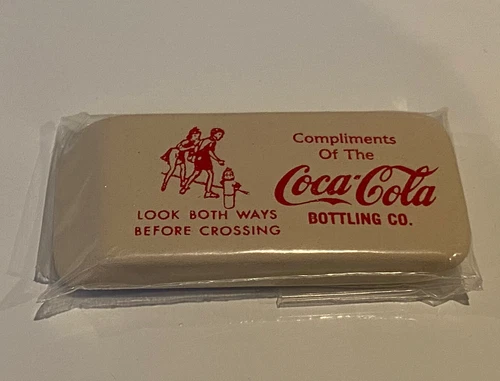 LOOK BOTH WAYS
BEFORE CROSSING
Compliments
Of The
Coca-Cola
BOTTLING CO.